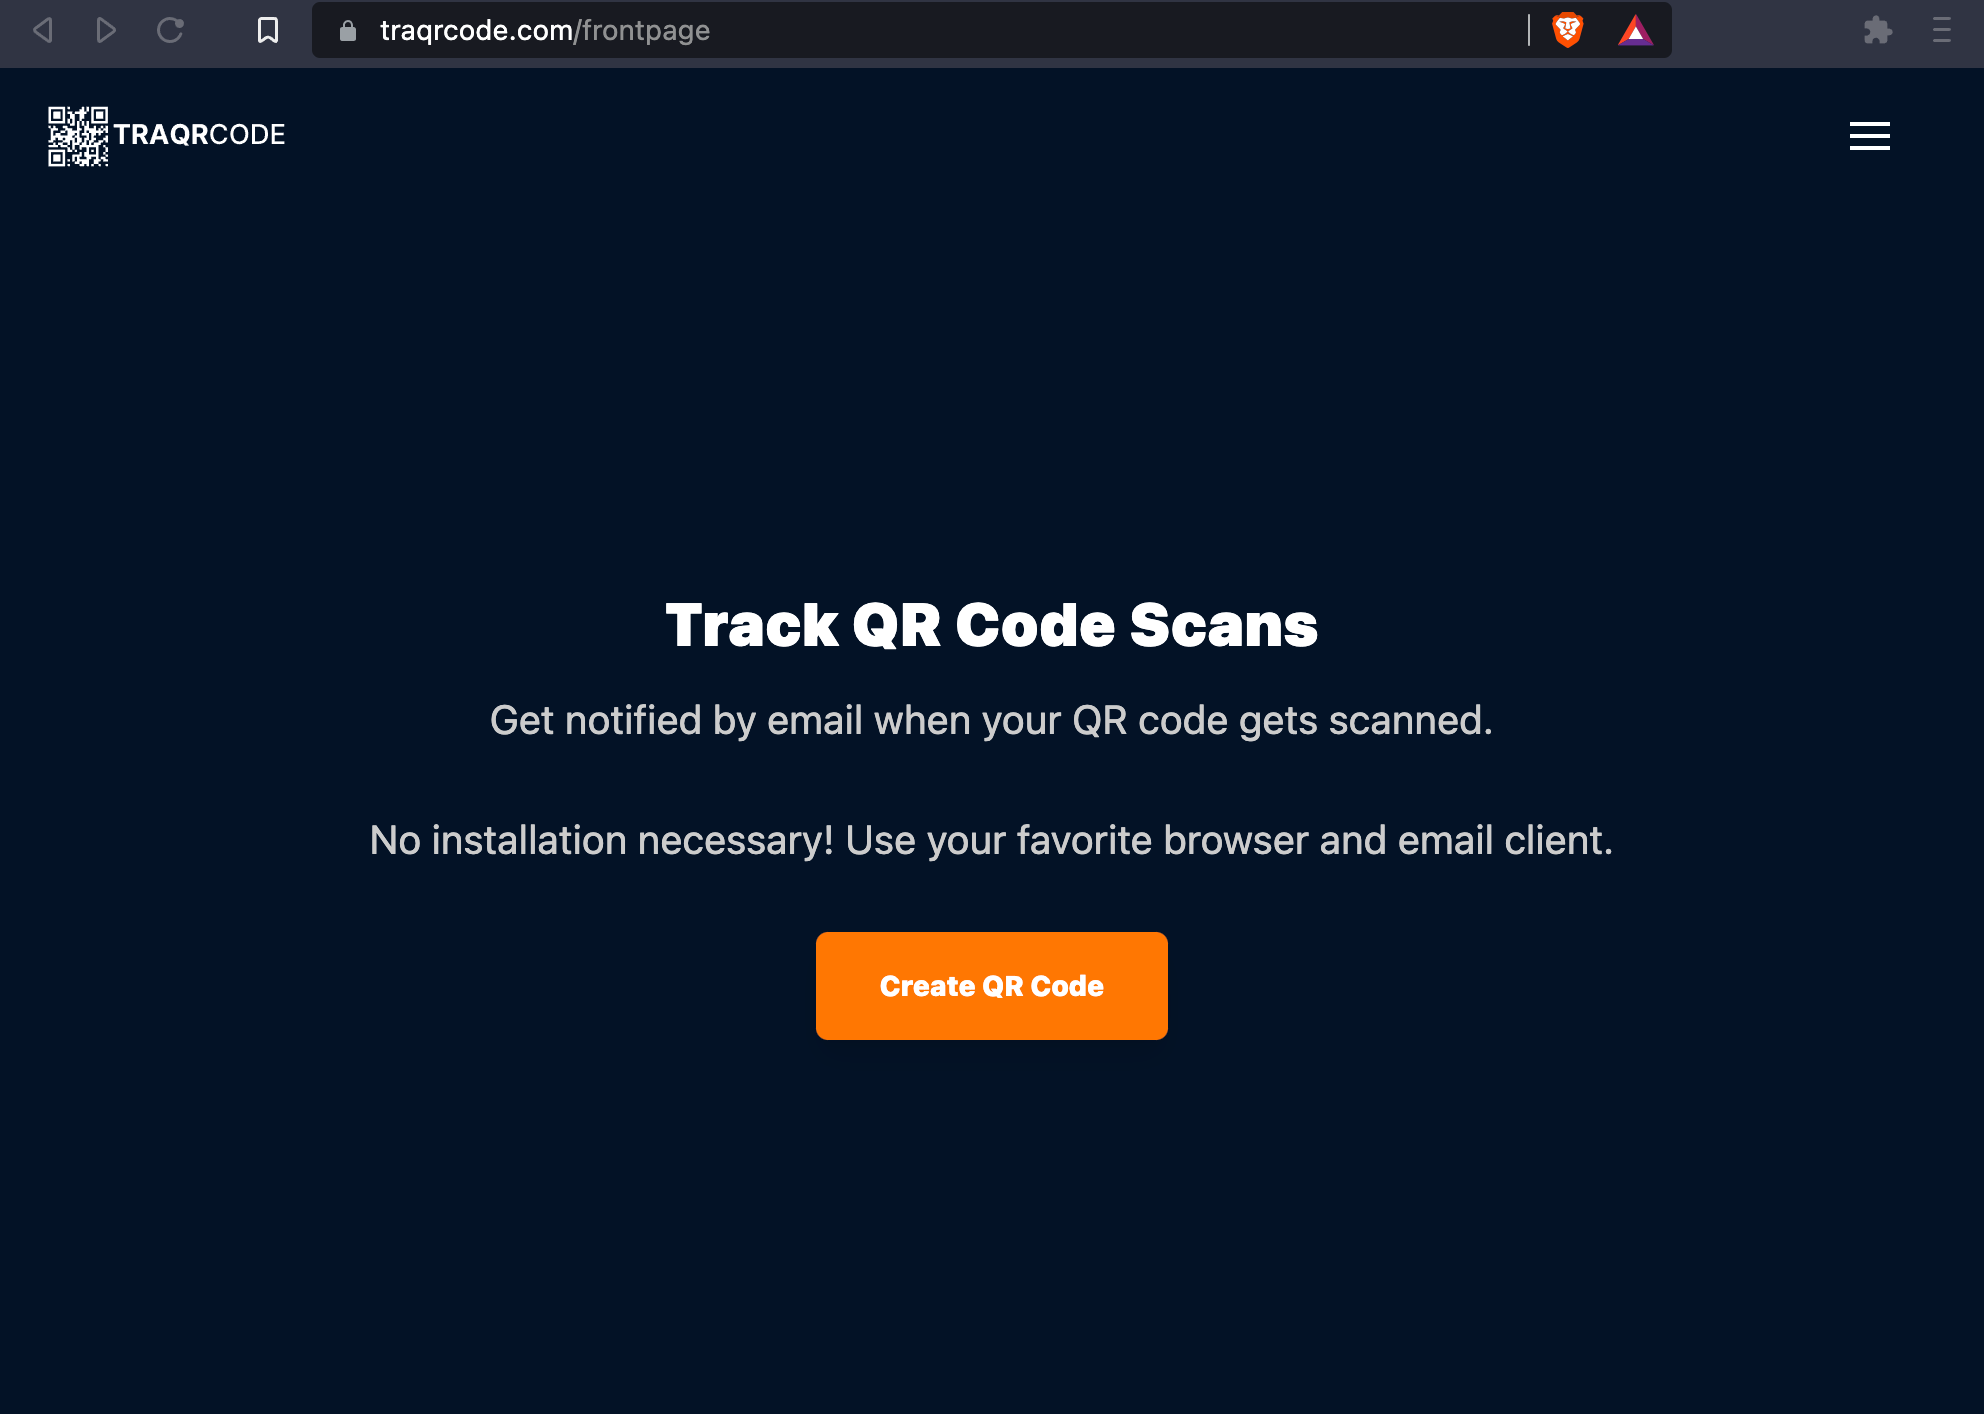 traqrcode.com/frontpage
TRAQRCODE
Track QR Code Scans
Get notified by email when your QR code gets scanned.
No installation necessary! Use your favorite browser and email client.
Create QR Code